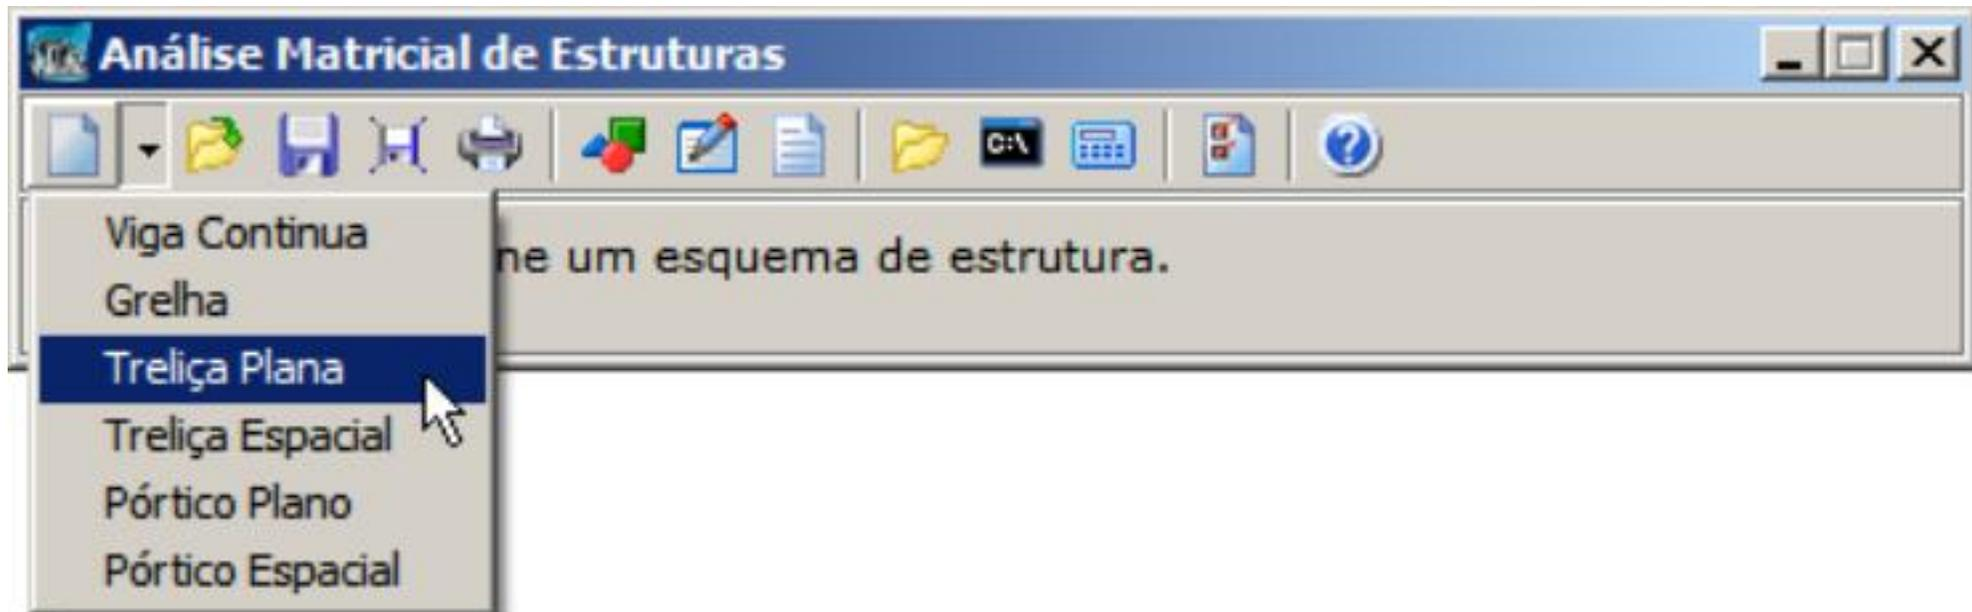 Análise Matricial de Estruturas
C:\
Viga Continua
ne um esquema de estrutura.
Grelha
Treliça Plana
Treliça Espacial
Pórtico Plano
Pórtico Espacial